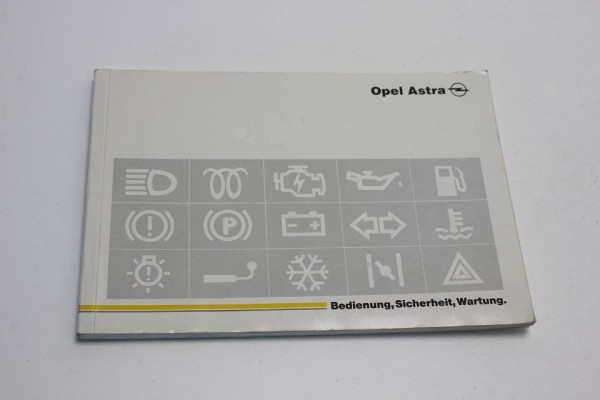 Opel Astra
P
Bedienung, Sicherheit, Wartung.